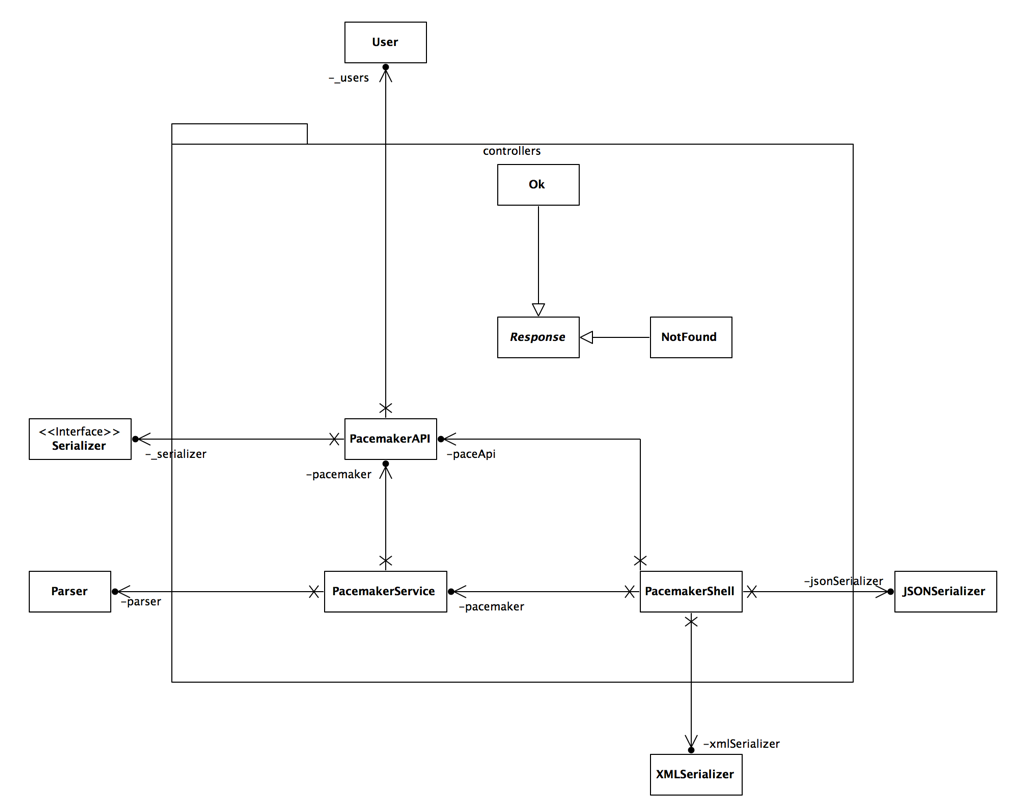 User
-_users
controllers
Ok
Response
NotFound
<<Interface>>
Serializer
-_serializer
PacemakerAPI
-paceApi
-pacemaker
Parser
-parser
PacemakerService
-pacemaker
PacemakerShell
-jsonSerializer
JSONSerializer
-xmlSerializer
XMLSerializer